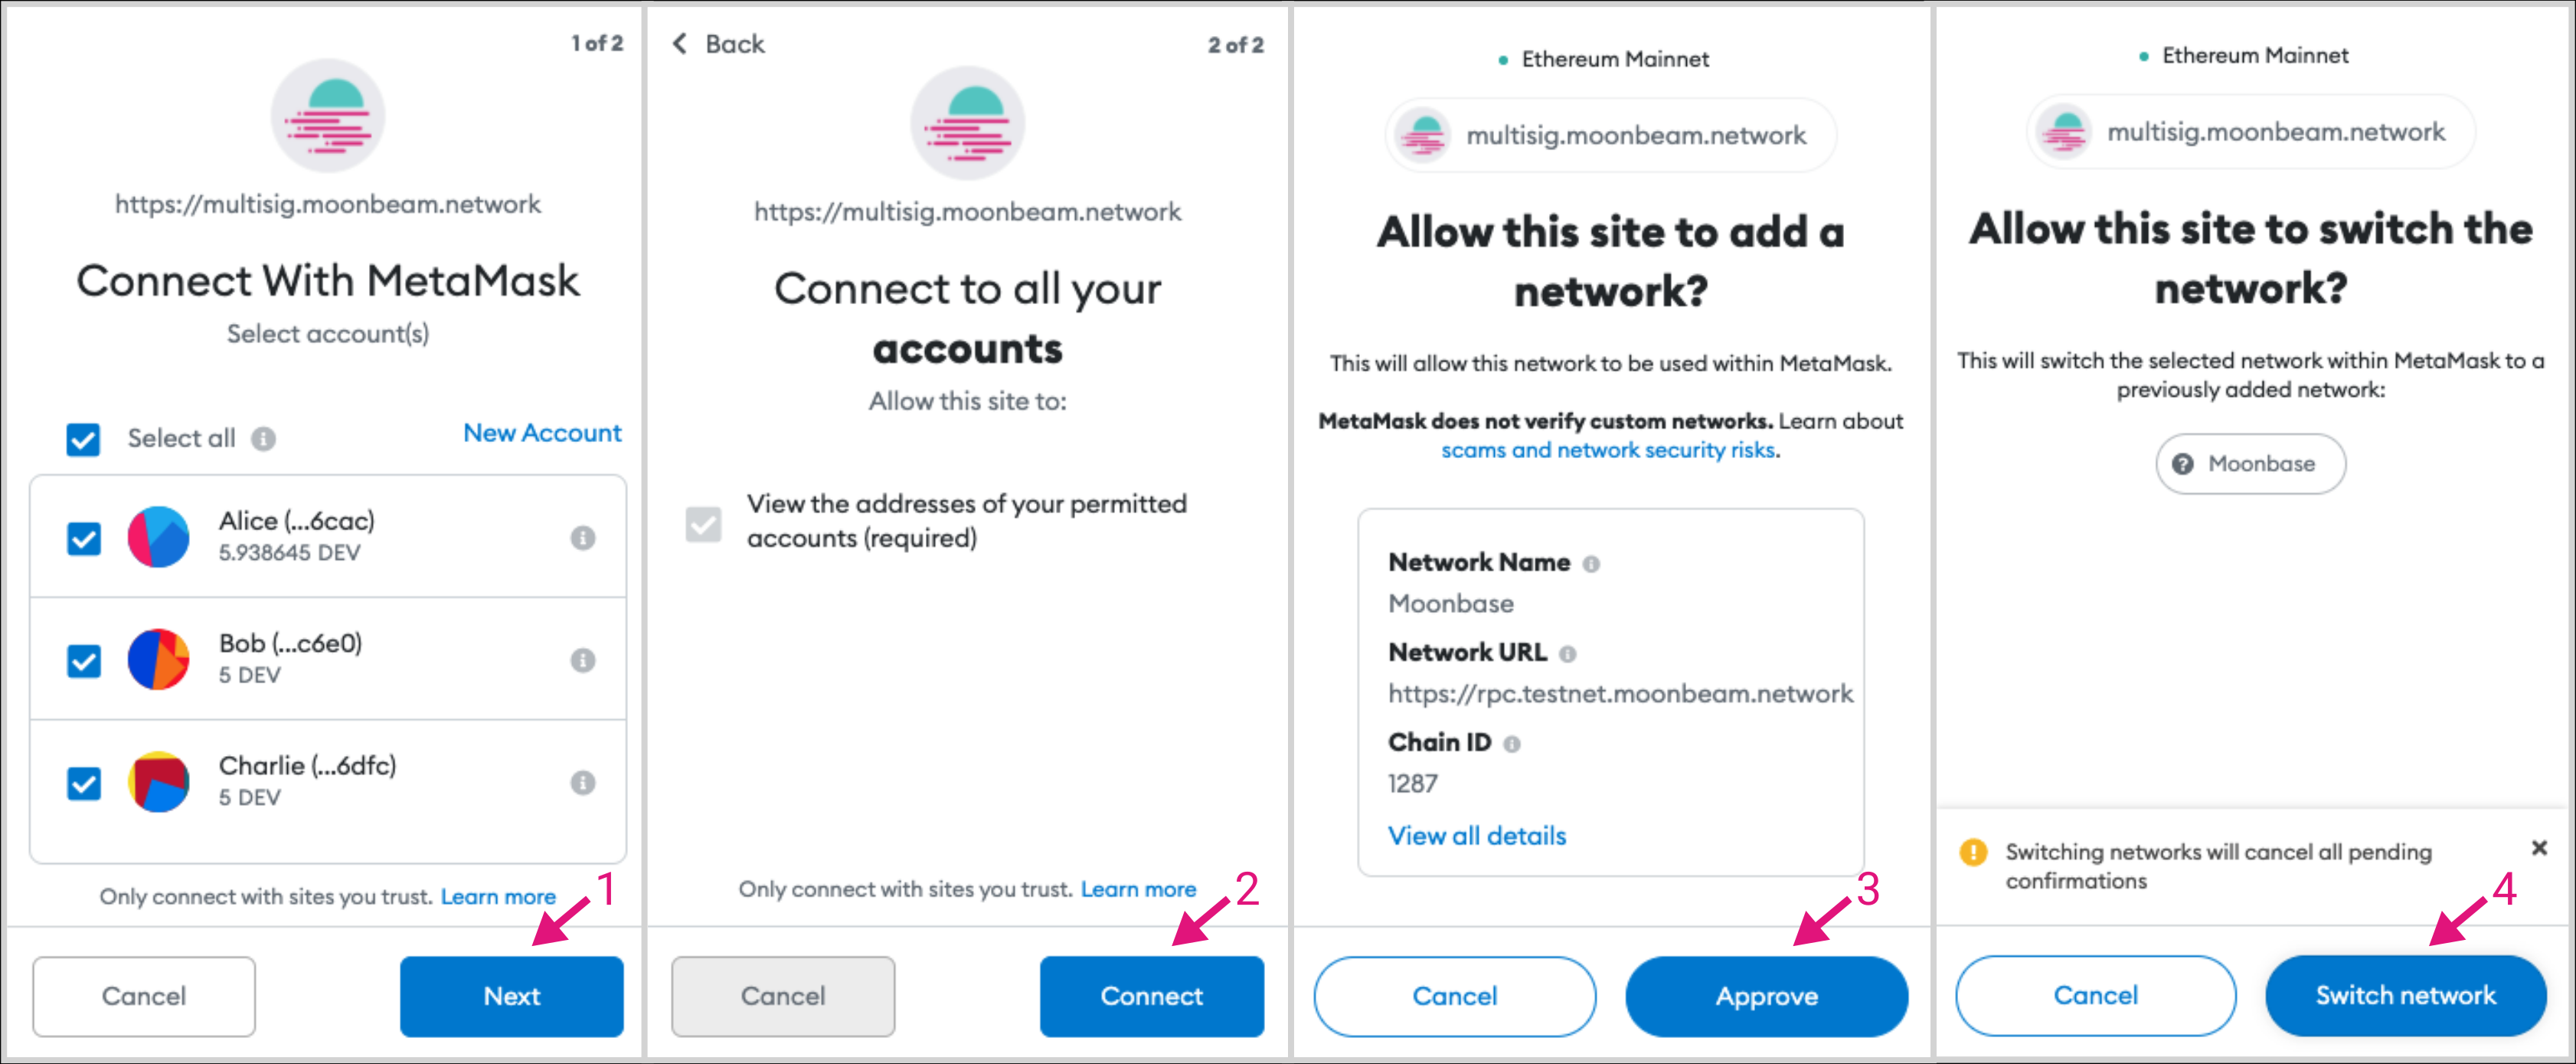 1 of 2
https://multisig.moonbeam.network
Connect With MetaMask
Select account(s)
Select all
New Account
Alice (...6cac)
5.938645 DEV
Bob (...c6e0)
5 DEV
Charlie (...6dfc)
5 DEV
Only connect with sites you trust. Learn more
1
Cancel
Next
Back
2 of 2
https://multisig.moonbeam.network
Connect to all your
accounts
Allow this site to:
View the addresses of your permitted
accounts (required)
Only connect with sites you trust. Learn more
2
Cancel
Connect
Ethereum Mainnet
multisig.moonbeam.network
Allow this site to add a
network?
This will allow this network to be used within MetaMask.
MetaMask does not verify custom networks. Learn about
scams and network security risks.
Network Name
Moonbase
Network URL
https://rpc.testnet.moonbeam.network
Chain ID
1287
View all details
3
Cancel
Approve
Ethereum Mainnet
multisig.moonbeam.network
Allow this site to switch the
network?
This will switch the selected network within MetaMask to a
previously added network:
? Moonbase
Switching networks will cancel all pending
confirmations
4
Cancel
Switch network